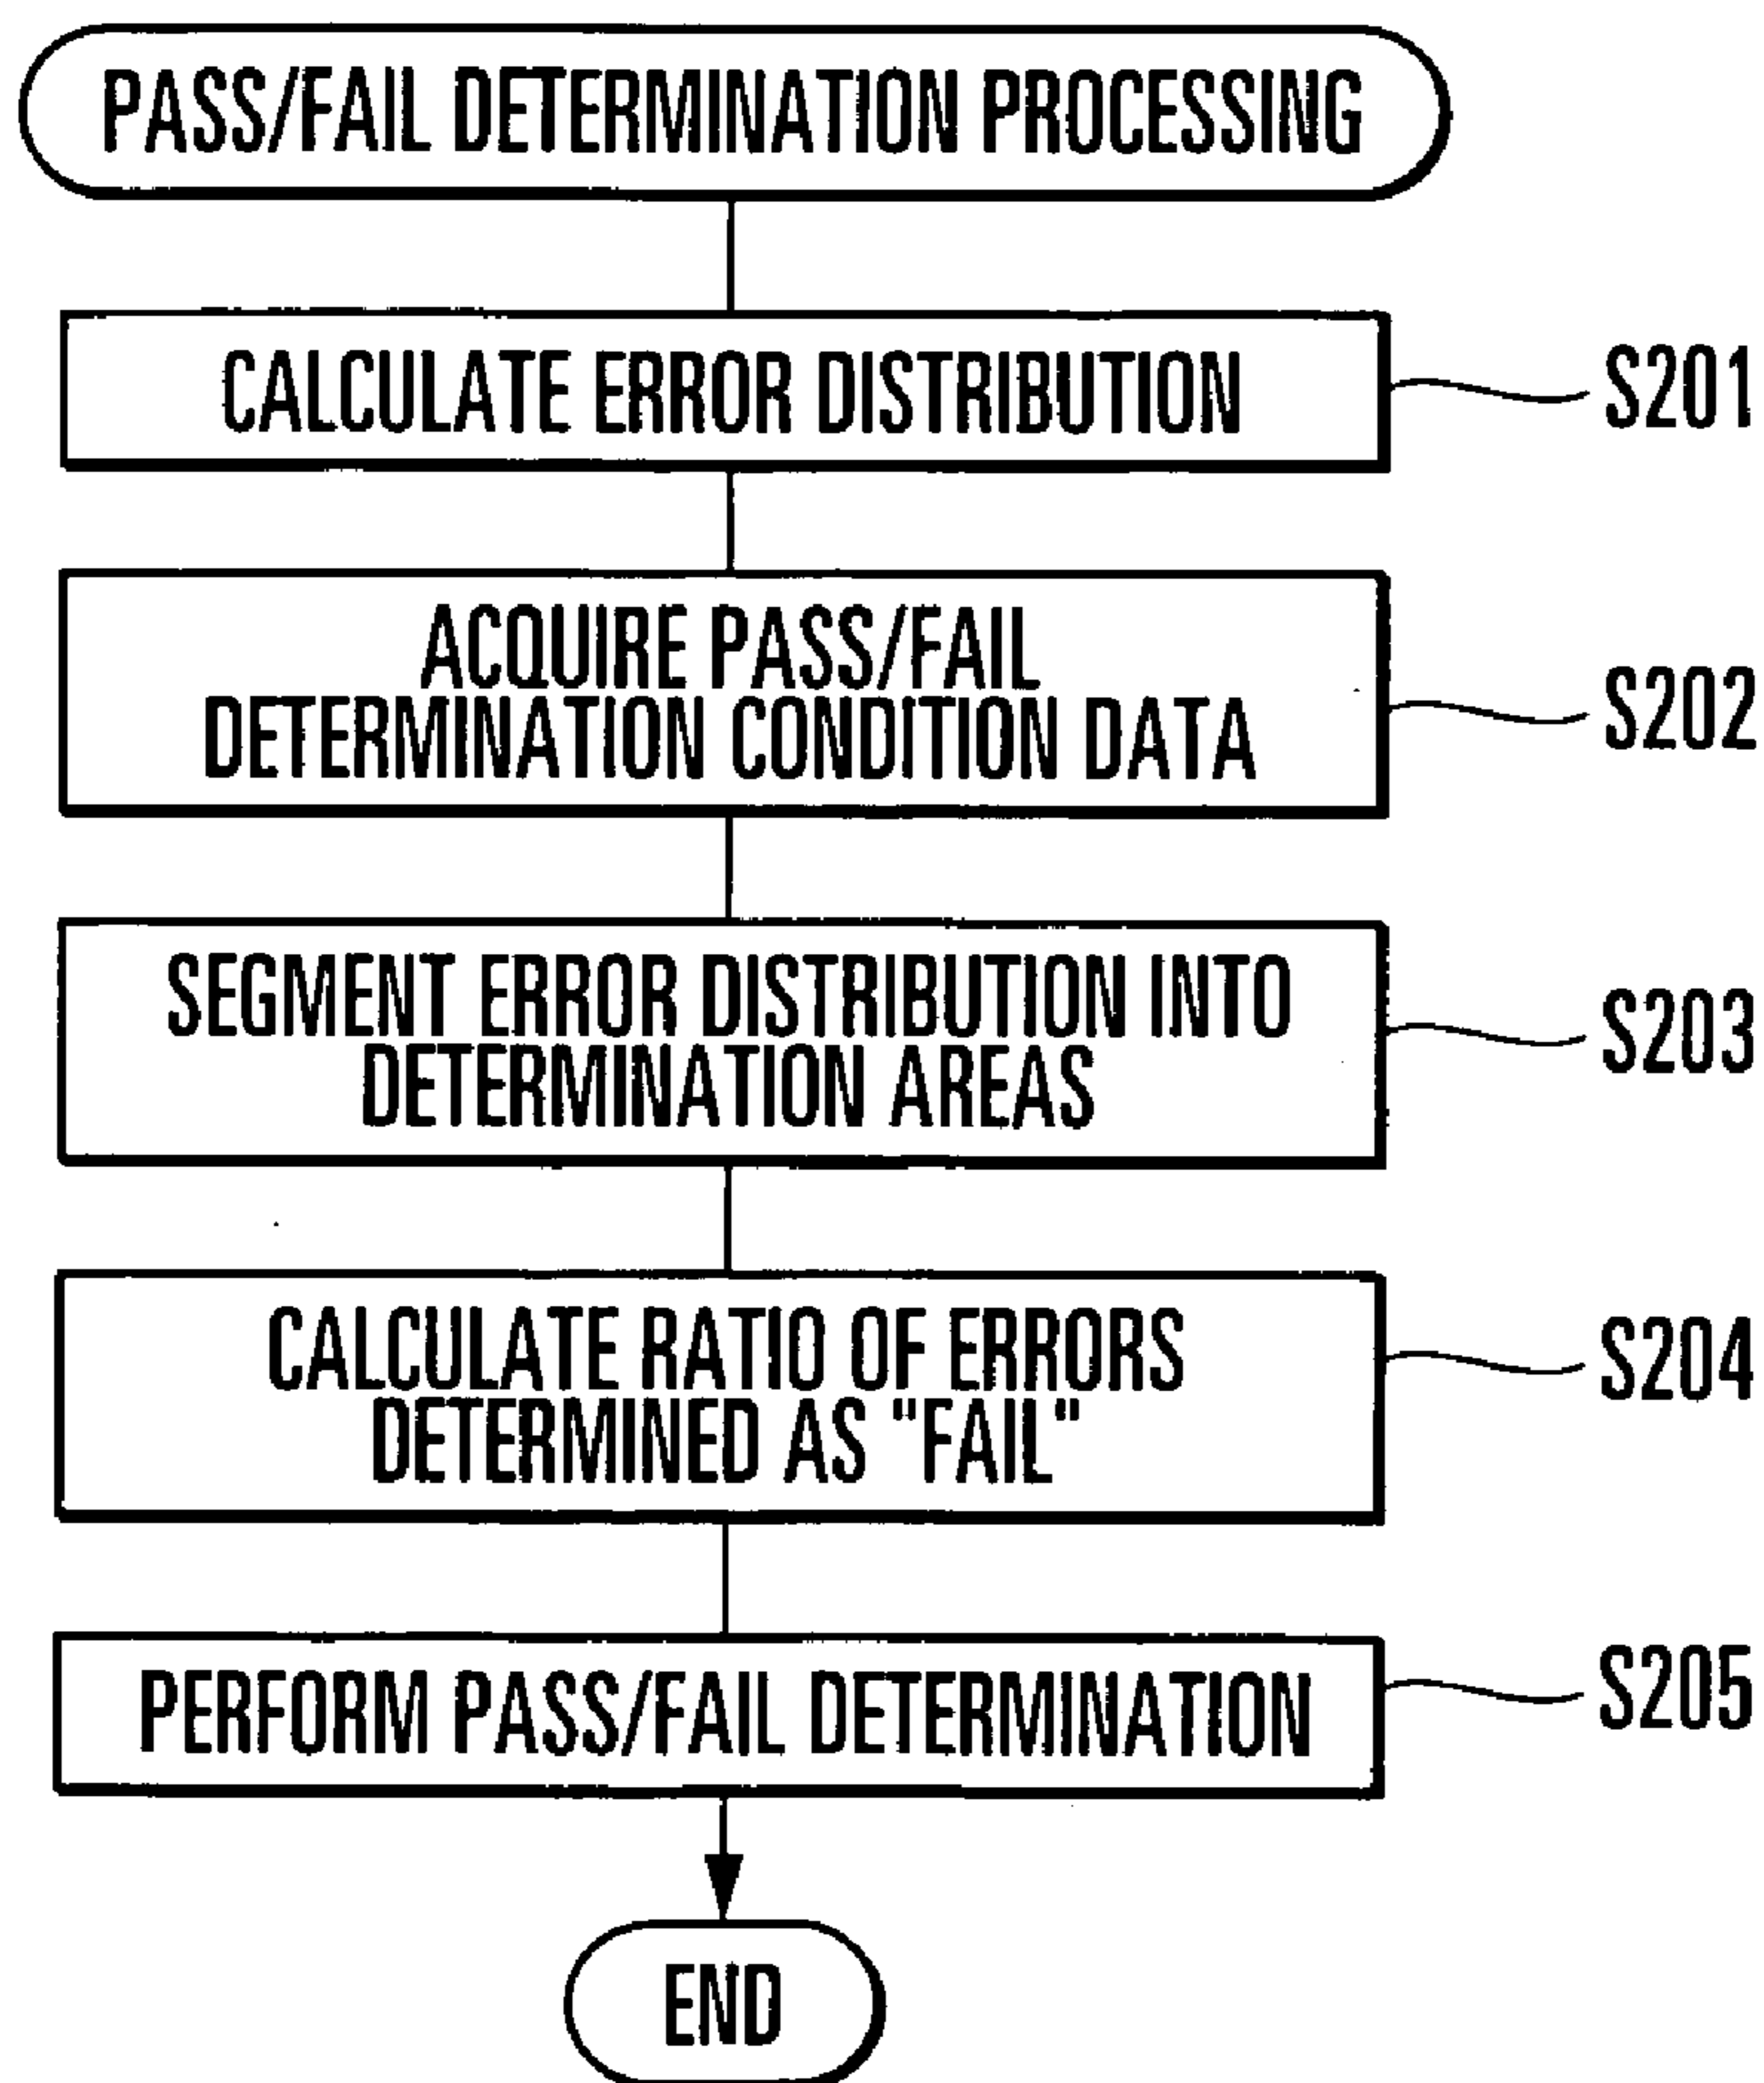 PASS/FAIL DETERMINATION PROCESSING
CALCULATE ERROR DISTRIBUTION
S201
ACQUIRE PASS/FAIL
DETERMINATION CONDITION DATA
S202
SEGMENT ERROR DISTRIBUTION INTO
DETERMINATION AREAS
S203
CALCULATE RATIO OF ERRORS
DETERMINED AS "FAIL"
S204
PERFORM PASS/FAIL DETERMINATION
S205
END